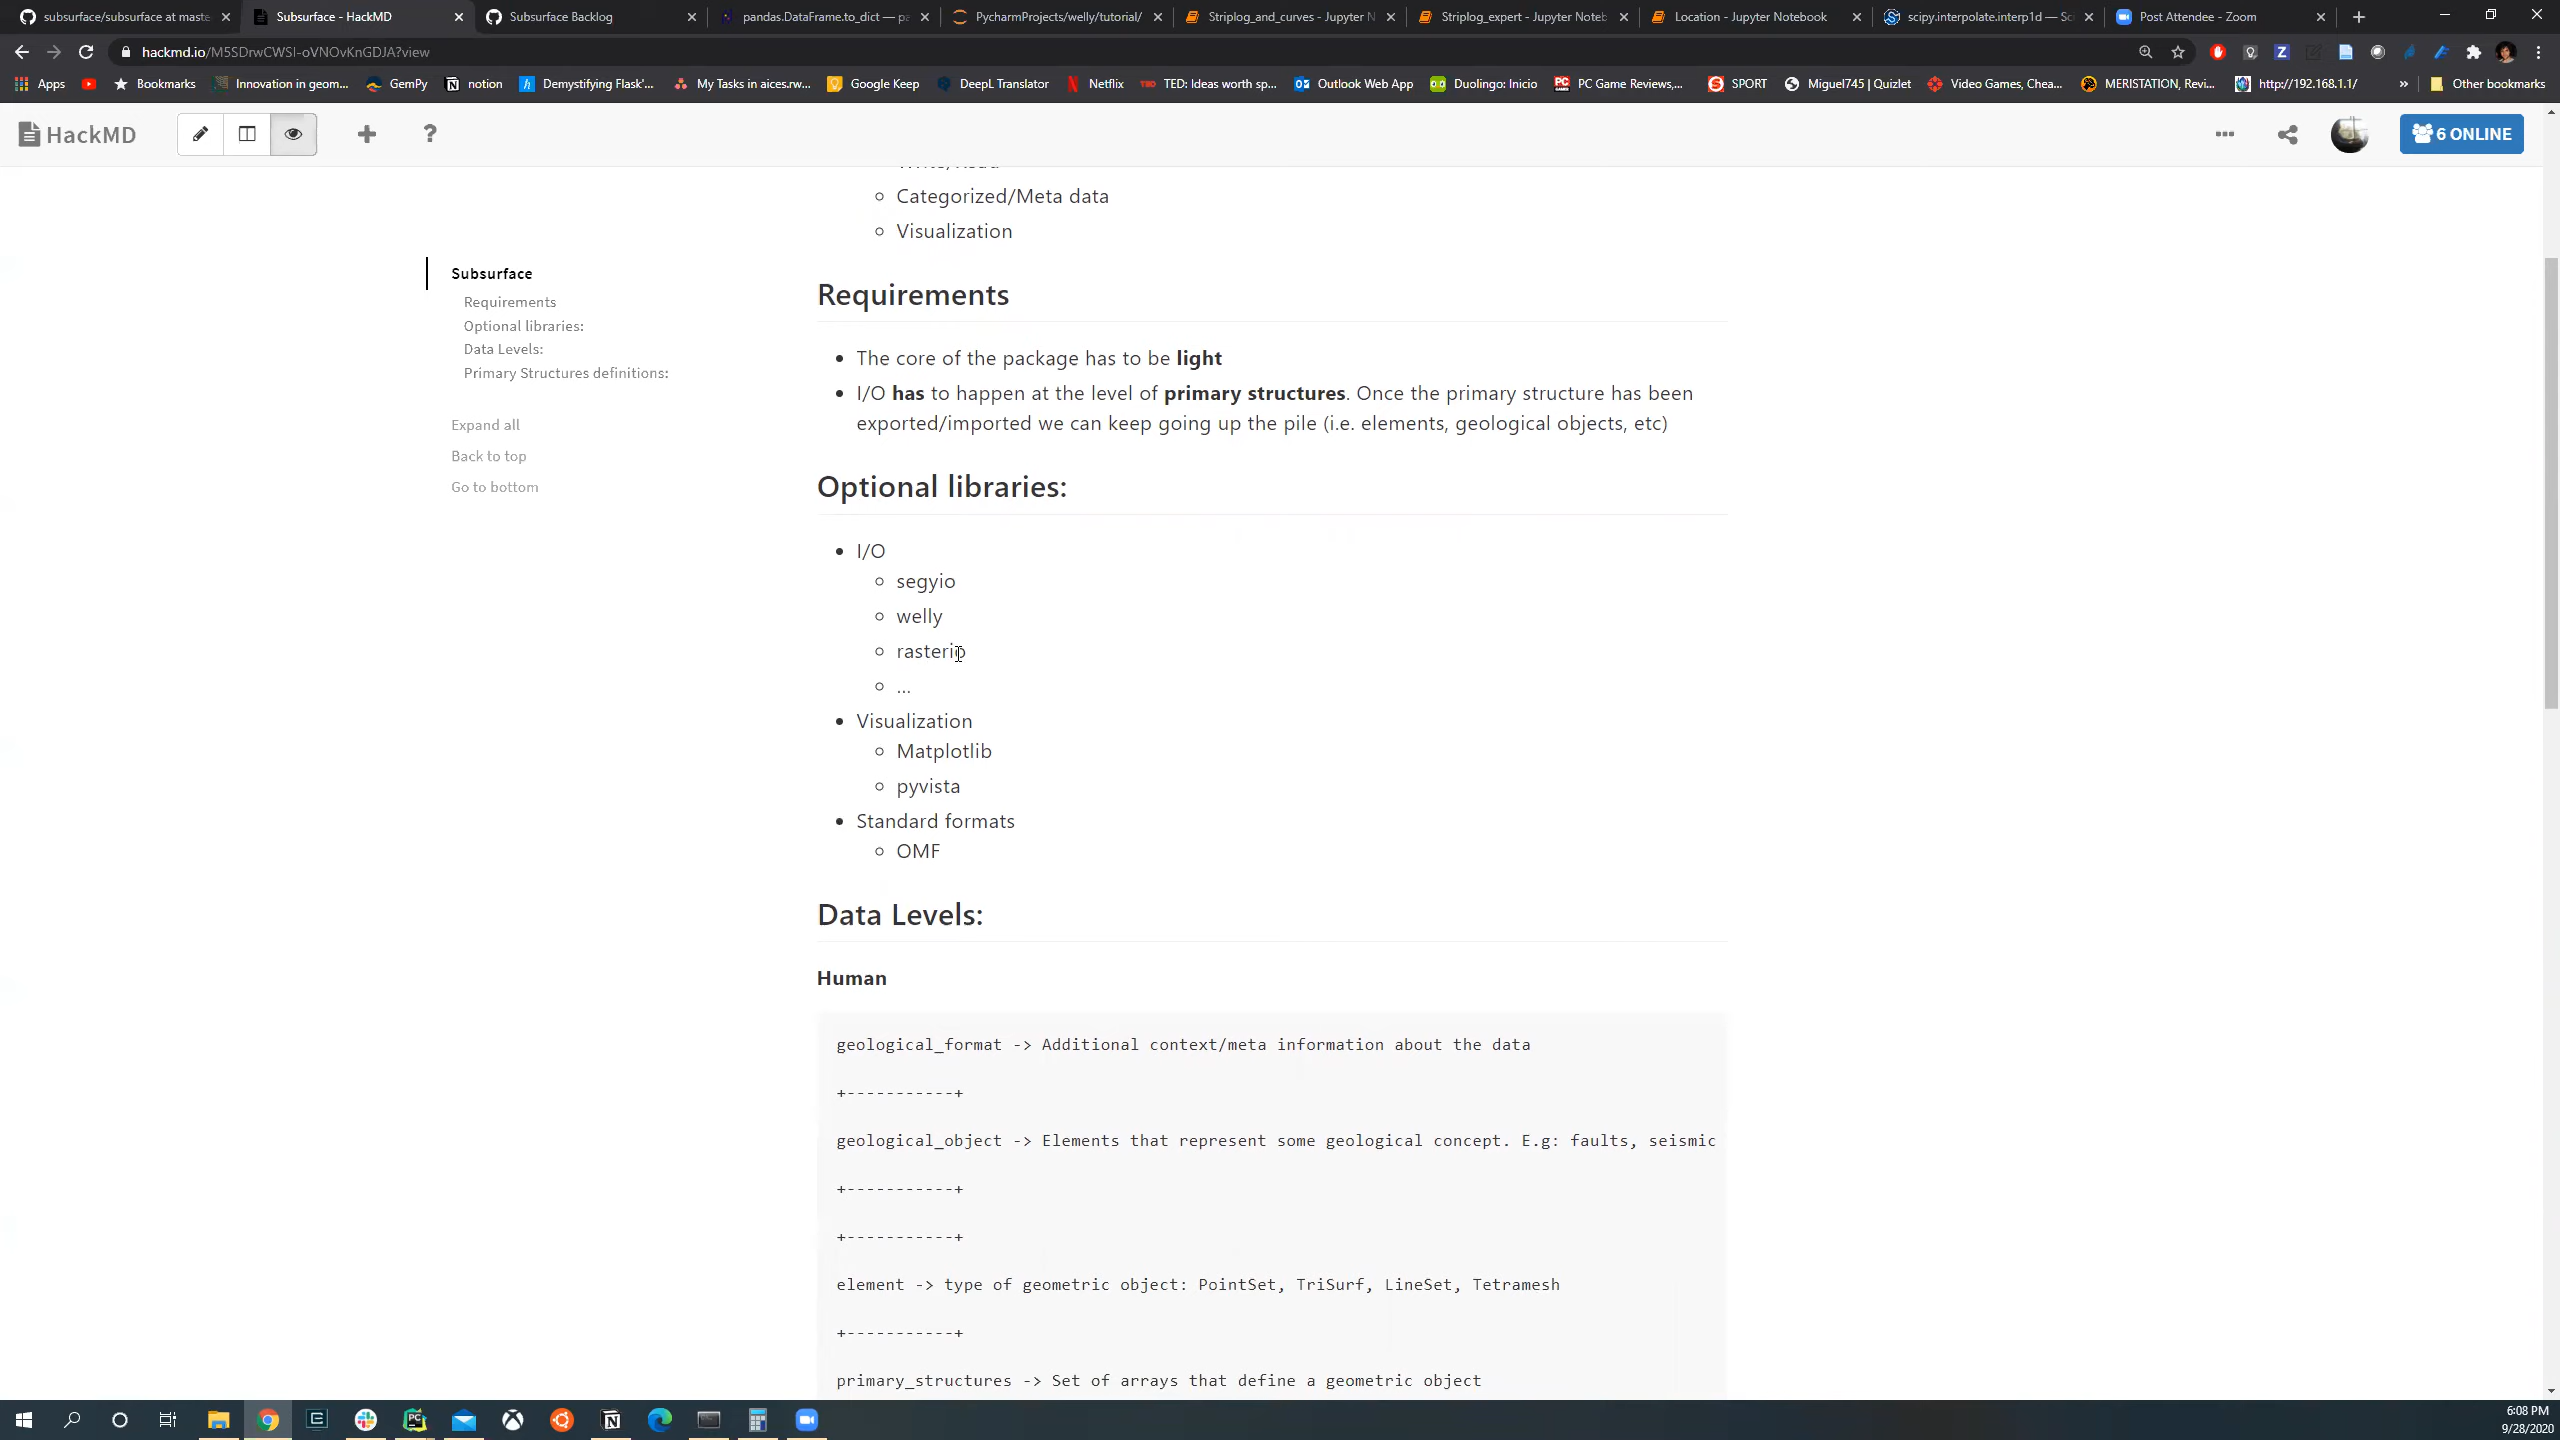 subsurface/subsurface at maste
Subsurface - HackMD
Subsurface Backlog
pandas.DataFrame.to_dict — pa
PycharmProjects/welly/tutorial/
Striplog_and_curves - Jupyter N
Striplog_expert - Jupyter Noteb
Location - Jupyter Notebook
scipy.interpolate.interp1d — Sc
Post Attendee - Zoom
hackmd.io/M5SDrwCWSI-oVNOvKnGDJA?view
Apps
Bookmarks
Innovation in geom...
GemPy
notion
Demystifying Flask'...
My Tasks in aices.rw...
Google Keep
DeepL Translator
Netflix
TED: Ideas worth sp...
Outlook Web App
Duolingo: Inicio
PC Game Reviews,...
SPORT
Miguel745 | Quizlet
Video Games, Chea...
MERISTATION, Revi...
http://192.168.1.1/
»
Other bookmarks
HackMD
6 ONLINE
Categorized/Meta data
Visualization
Subsurface
Requirements
Optional libraries:
Data Levels:
Primary Structures definitions:
Expand all
Back to top
Go to bottom
Requirements
The core of the package has to be light
I/O has to happen at the level of primary structures. Once the primary structure has been
exported/imported we can keep going up the pile (i.e. elements, geological objects, etc)
Optional libraries:
I/O
segyio
welly
rasterio
...
Visualization
Matplotlib
pyvista
Standard formats
OMF
Data Levels:
Human
geological_format -> Additional context/meta information about the data
+-----------+
geological_object -> Elements that represent some geological concept. E.g: faults, seismic
+-----------+
+-----------+
element -> type of geometric object: PointSet, TriSurf, LineSet, Tetramesh
+-----------+
primary_structures -> Set of arrays that define a geometric object
6:08 PM
9/28/2020